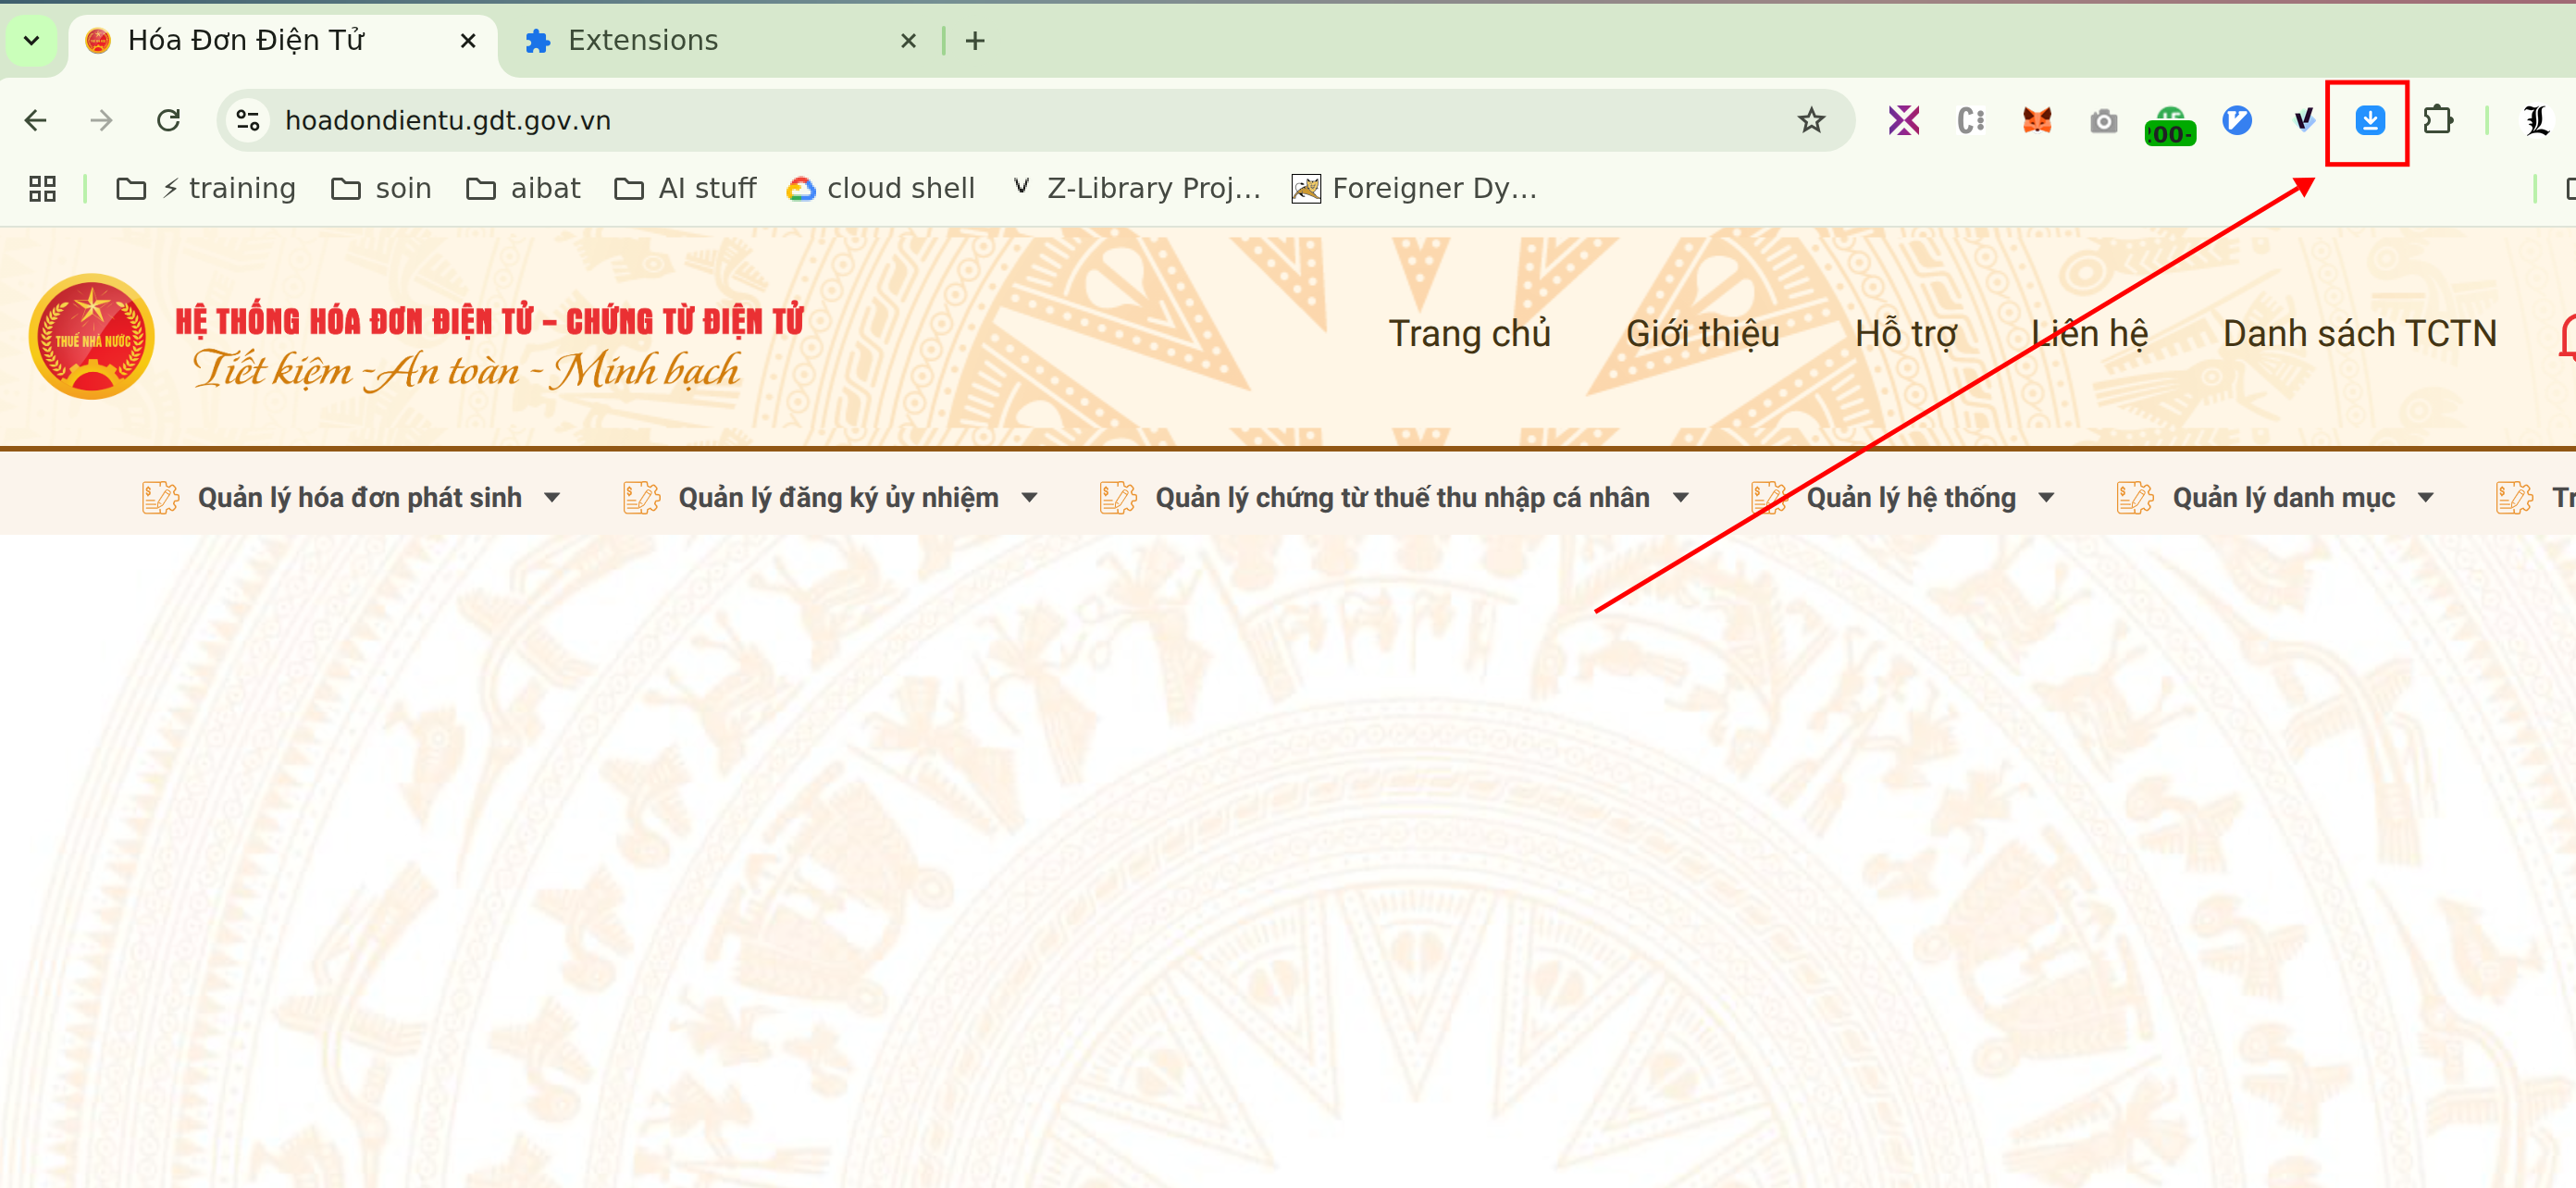 Hóa Đơn Điện Tử
Extensions
hoadondientu.gdt.gov.vn
:00-
⚡ training
soin
aibat
AI stuff
cloud shell
Z-Library Proj...
Foreigner Dy...
THUẾ NHÀ NƯỚC
HỆ THỐNG HÓA ĐƠN ĐIỆN TỬ – CHỨNG TỪ ĐIỆN TỬ
Tiết kiệm - An toàn - Minh bạch
Trang chủ
Giới thiệu
Hỗ trợ
Liên hệ
Danh sách TCTN
Quản lý hóa đơn phát sinh
Quản lý đăng ký ủy nhiệm
Quản lý chứng từ thuế thu nhập cá nhân
Quản lý hệ thống
Quản lý danh mục